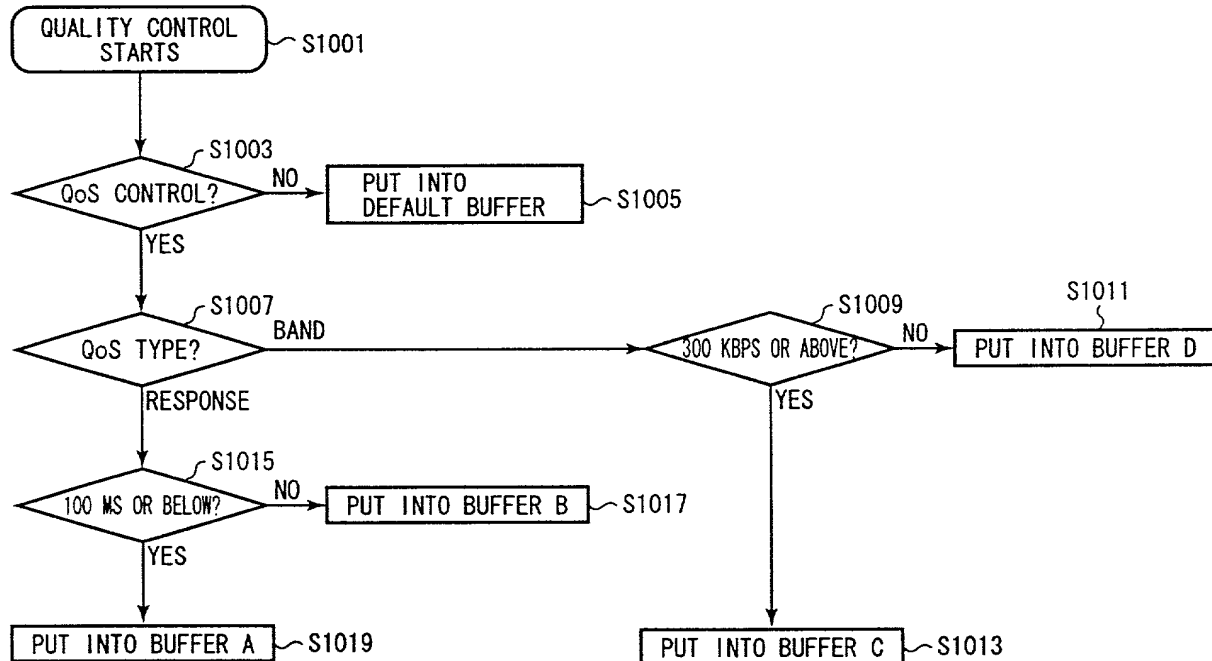 QUALITY CONTROL
STARTS
S1001
S1003
QoS CONTROL?
NO
PUT INTO
DEFAULT BUFFER
S1005
YES
S1007
QoS TYPE?
BAND
S1009
300 KBPS OR ABOVE?
NO
S1011
PUT INTO BUFFER D
RESPONSE
YES
S1015
100 MS OR BELOW?
NO
PUT INTO BUFFER B
S1017
YES
PUT INTO BUFFER A
S1019
PUT INTO BUFFER C
S1013